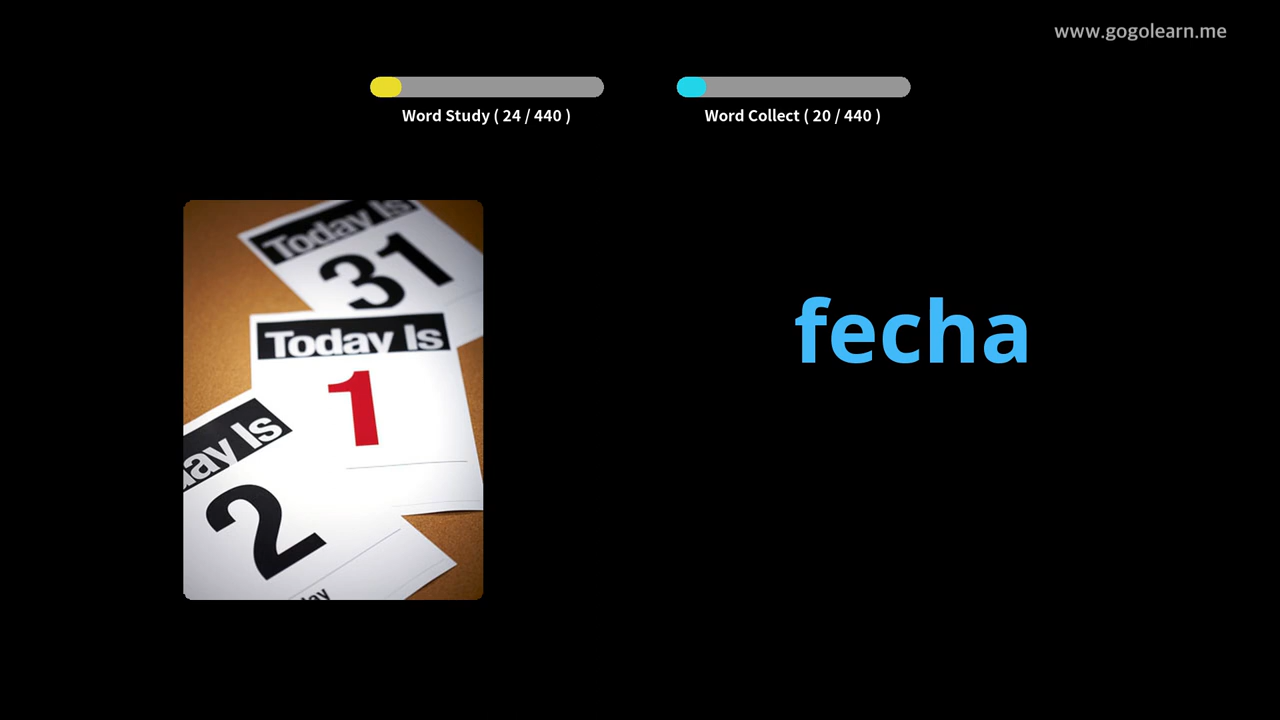 www.gogolearn.me
Word Study ( 24 / 440 )
Word Collect ( 20 / 440 )
Today Is
31
Today Is
1
ay Is
2
fecha